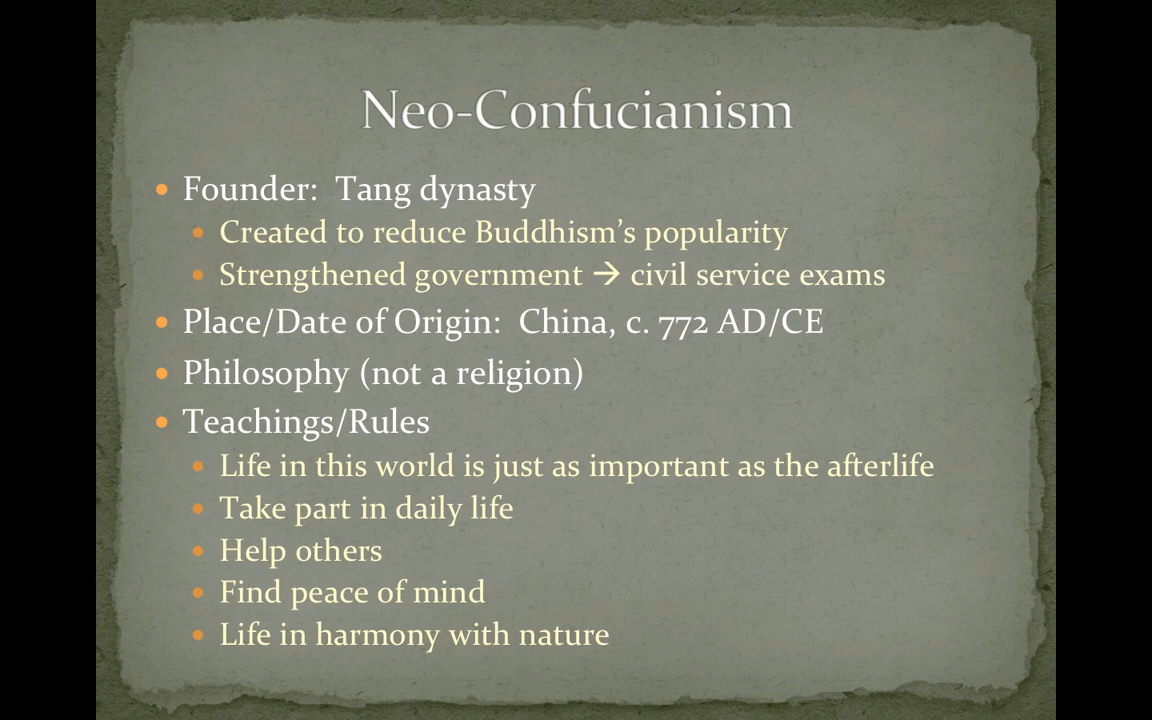 Neo-Confucianism
• Founder:  Tang dynasty
• Created to reduce Buddhism’s popularity
• Strengthened government → civil service exams
• Place/Date of Origin:  China, c. 772 AD/CE
• Philosophy (not a religion)
• Teachings/Rules
• Life in this world is just as important as the afterlife
• Take part in daily life
• Help others
• Find peace of mind
• Life in harmony with nature